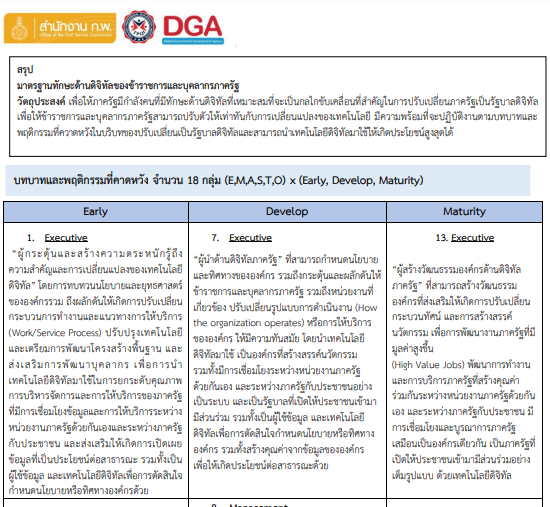 สำนักงาน ก.พ.
Office of the Civil Service Commission
DGA
Digital Government Development Agency
สรุป
มาตรฐานทักษะด้านดิจิทัลของข้าราชการและบุคลากรภาครัฐ
วัตถุประสงค์ เพื่อให้ภาครัฐมีกำลังคนที่มีทักษะด้านดิจิทัลที่เหมาะสมที่จะเป็นกลไกขับเคลื่อนที่สำคัญในการปรับเปลี่ยนภาครัฐเป็นรัฐบาลดิจิทัล
เพื่อให้ข้าราชการและบุคลากรภาครัฐสามารถปรับตัวให้เท่าทันกับการเปลี่ยนแปลงของเทคโนโลยี มีความพร้อมที่จะปฏิบัติงานตามบทบาทและ
พฤติกรรมที่ควาดหวังในบริบทของปรับเปลี่ยนเป็นรัฐบาลดิจิทัลและสามารถนำเทคโนโลยีดิจิทัลมาใช้ให้เกิดประโยชน์สูงสุดได้
บทบาทและพฤติกรรมที่คาดหวัง จำนวน 18 กลุ่ม (E,M,A,S,T,O) x (Early, Develop, Maturity)
Early
Develop
Maturity
1. Executive
"ผู้กระตุ้นและสร้างความตระหนักรู้ถึง
ความสำคัญและการเปลี่ยนแปลงของเทคโนโลยี
ดิจิทัล" โดยการทบทวนนโยบายและยุทธศาสตร์
ขององค์กรรม ถึงผลักดันให้เกิดการปรับเปลี่ยน
กระบวนการทำงานและแนวทางการให้บริการ
(Work/Service Process) ปรับปรุงเทคโนโลยี
และเตรียมการพัฒนาโครงสร้างพื้นฐาน และ
ส่งเสริมการพัฒนาบุคลากร เพื่อการนำ
เทคโนโลยีดิจิทัลมาใช้ในการยกระดับคุณภาพ
การบริหารจัดการและการให้บริการของภาครัฐ
ที่มีการเชื่อมโยงข้อมูลและการให้บริการระหว่าง
หน่วยงานภาครัฐด้วยกันเองและระหว่างภาครัฐ
กับประชาชน และส่งเสริมให้เกิดการเปิดเผย
ข้อมูลที่เป็นประโยชน์ต่อสาธารณะ รวมทั้งเป็น
ผู้ใช้ข้อมูล และเทคโนโลยีดิจิทัลเพื่อการตัดสินใจ
กำหนดนโยบายหรือทิศทางองค์กรด้วย
7. Executive
"ผู้นำด้านดิจิทัลภาครัฐ" ที่สามารถกำหนดนโยบาย
และทิศทางขององค์กร รวมถึงกระตุ้นและผลักดันให้
ข้าราชการและบุคลากรภาครัฐ รวมถึงหน่วยงานที่
เกี่ยวข้อง ปรับเปลี่ยนรูปแบบการดำเนินงาน (How
the organization operates) หรือการให้บริการ
ขององค์กร ให้มีความทันสมัย โดยนำเทคโนโลยี
ดิจิทัลมาใช้ เป็นองค์กรที่สร้างสรรค์นวัตกรรม
รวมทั้งมีการเชื่อมโยงระหว่างหน่วยงานภาครัฐ
ด้วยกันเอง และระหว่างภาครัฐกับประชาชนอย่าง
เป็นระบบ และเป็นรัฐบาลที่เปิดให้ประชาชนเข้ามา
มีส่วนร่วม รวมทั้งเป็นผู้ใช้ข้อมูล และเทคโนโลยี
ดิจิทัลเพื่อการตัดสินใจกำหนดนโยบายหรือทิศทาง
องค์กร รวมทั้งสร้างคุณค่าจากข้อมูลขององค์กร
เพื่อให้เกิดประโยชน์ต่อสาธารณะด้วย
13. Executive
"ผู้สร้างวัฒนธรรมองค์กรด้านดิจิทัล
ภาครัฐ" ที่สามารถสร้างวัฒนธรรม
องค์กรที่ส่งเสริมให้เกิดการปรับเปลี่ยน
กระบวนทัศน์ และการสร้างสรรค์
นวัตกรรม เพื่อการพัฒนางานภาครัฐที่มี
มูลค่าสูงขึ้น
(High Value Jobs) พัฒนาการทำงาน
และการบริการภาครัฐที่สร้างคุณค่า
ร่วมกันระหว่างหน่วยงานภาครัฐด้วยกัน
เอง และระหว่างภาครัฐกับประชาชน มี
การเชื่อมโยงและบูรณาการภาครัฐ
เสมือนเป็นองค์กรเดียวกัน เป็นภาครัฐที่
เปิดให้ประชาชนเข้ามามีส่วนร่วมอย่าง
เต็มรูปแบบ ด้วยเทคโนโลยีดิจิทัล